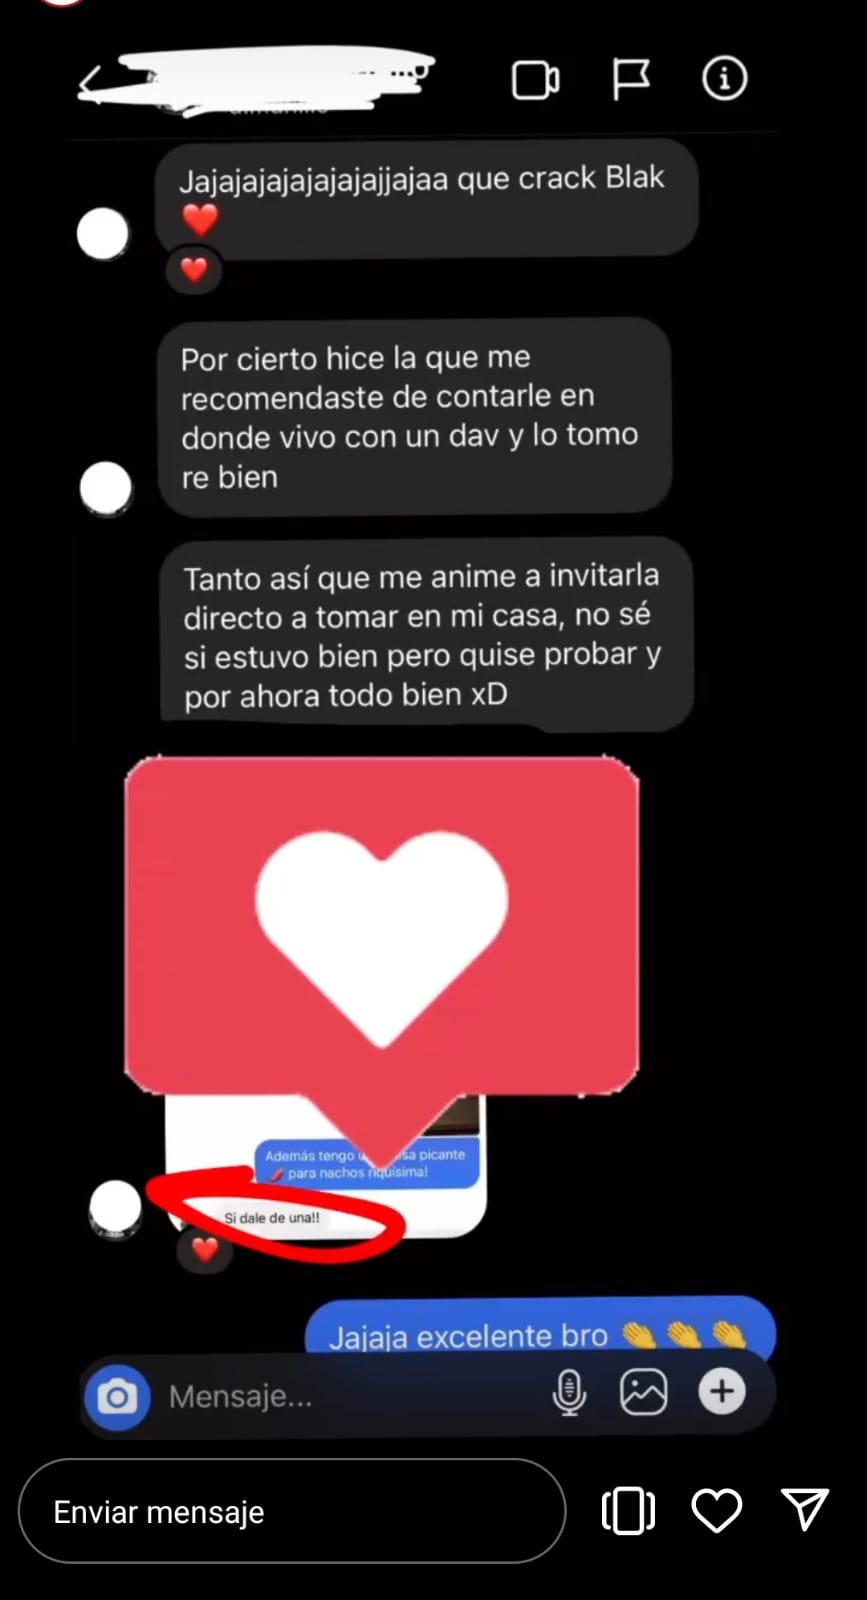 Jajajajajajajajajjajaa que crack Blak
❤️
❤️
Por cierto hice la que me
recomendaste de contarle en
donde vivo con un dav y lo tomo
re bien
Tanto así que me anime a invitarla
directo a tomar en mi casa, no sé
si estuvo bien pero quise probar y
por ahora todo bien xD
Además tengo picante
🌶️ para nachos riquísima!
Si dale de una!!
❤️
Jajaja excelente bro 👏👏👏
Mensaje...
Enviar mensaje